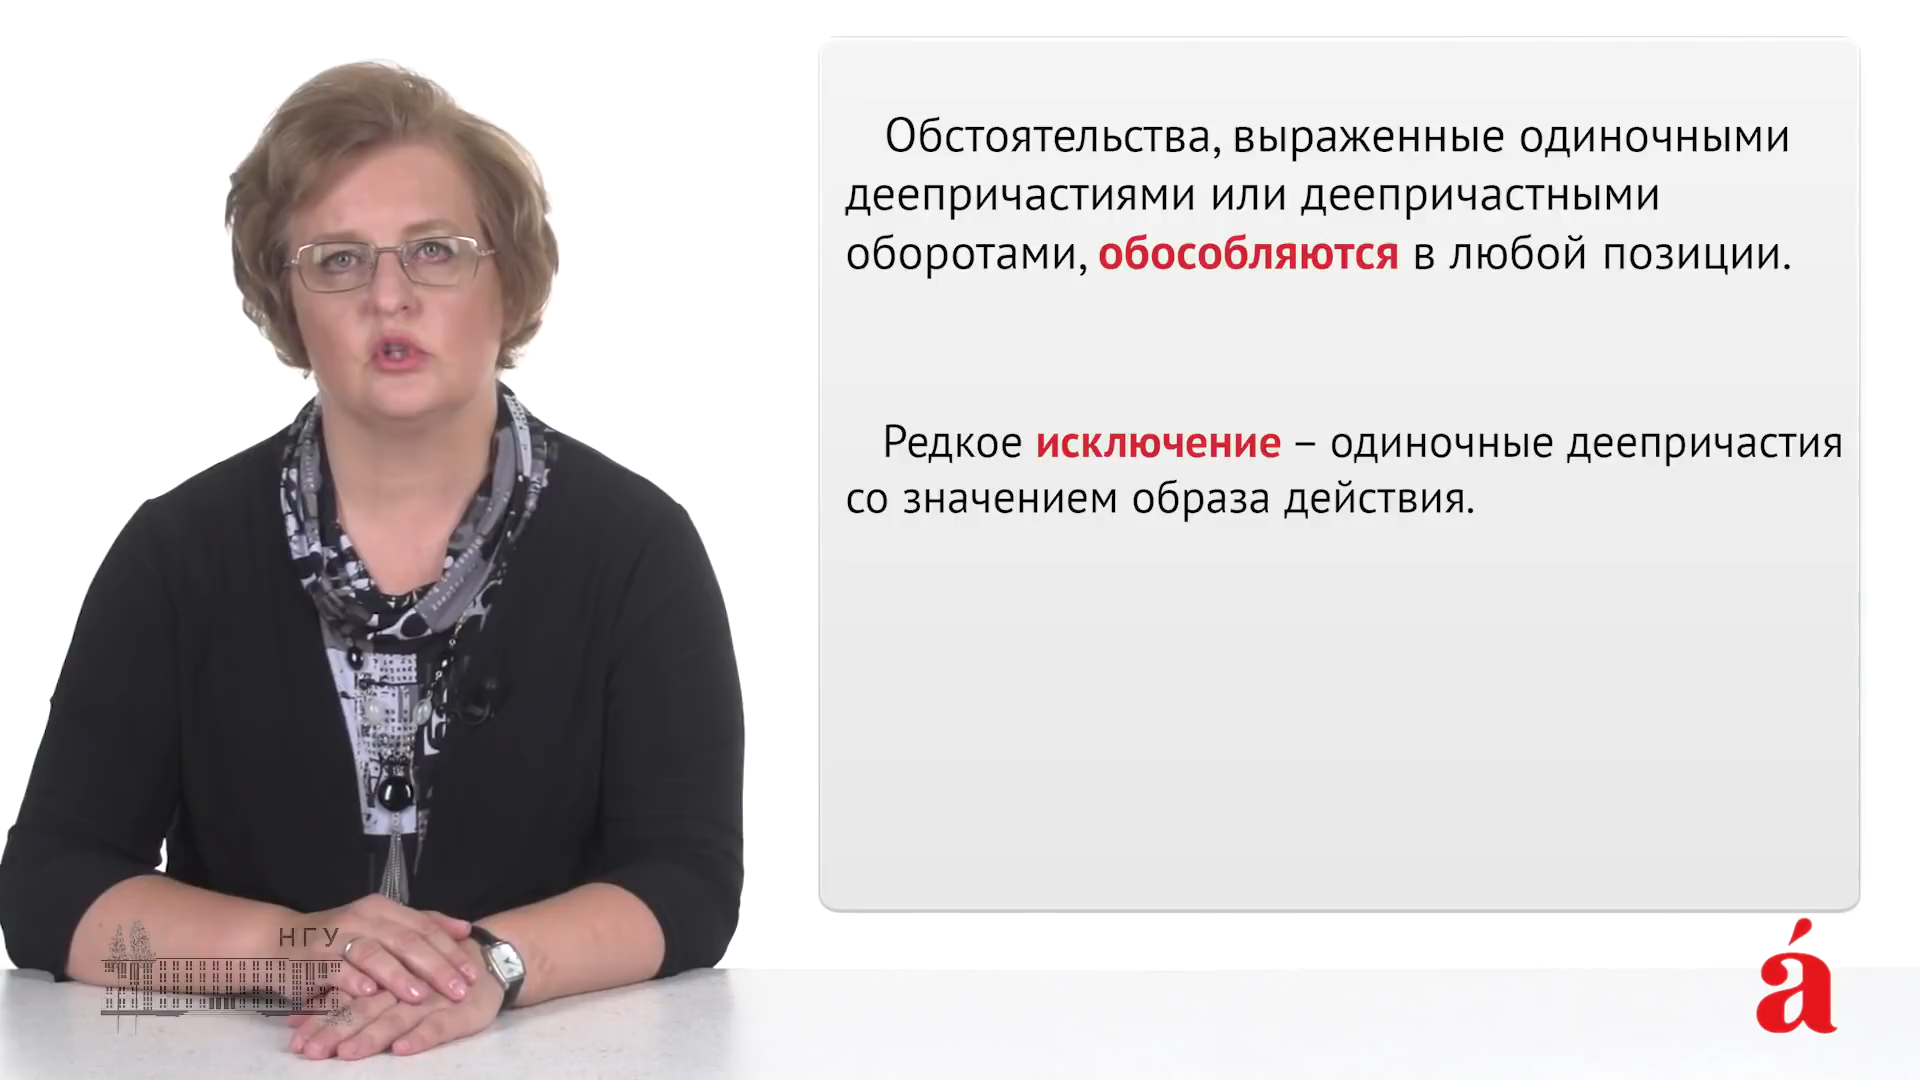 Обстоятельства, выраженные одиночными
деепричастиями или деепричастными
оборотами, обособляются в любой позиции.
Редкое исключение – одиночные деепричастия
со значением образа действия.
НГУ
á